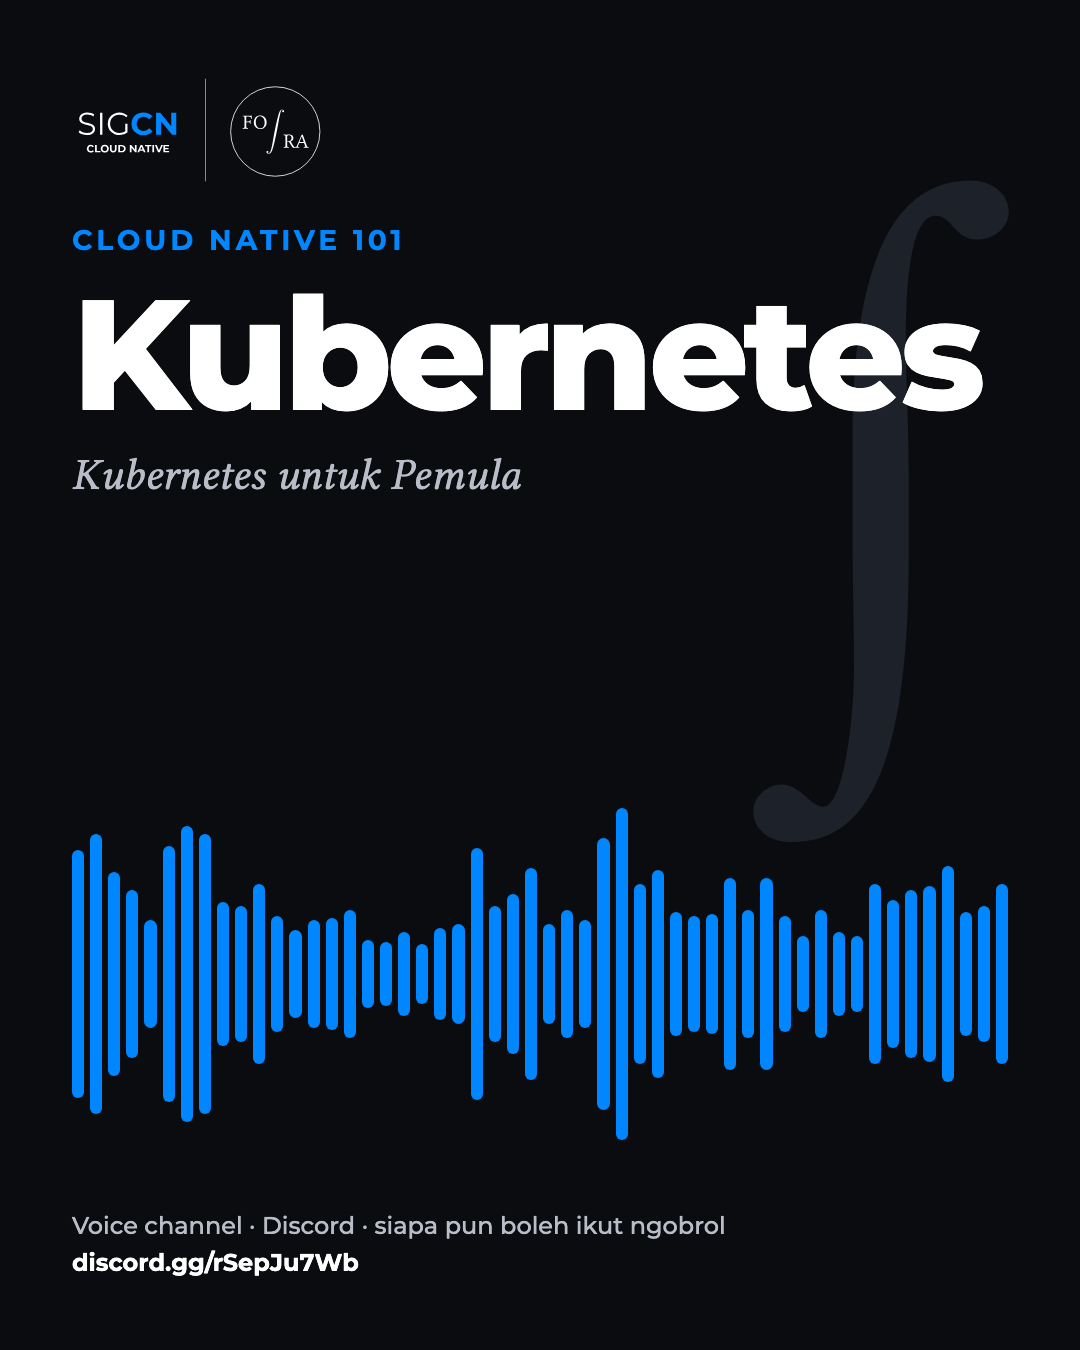 SIGCN
CLOUD NATIVE
FO∫RA
CLOUD NATIVE 101
Kubernetes
Kubernetes untuk Pemula
Voice channel · Discord · siapa pun boleh ikut ngobrol
discord.gg/rSepJu7Wb